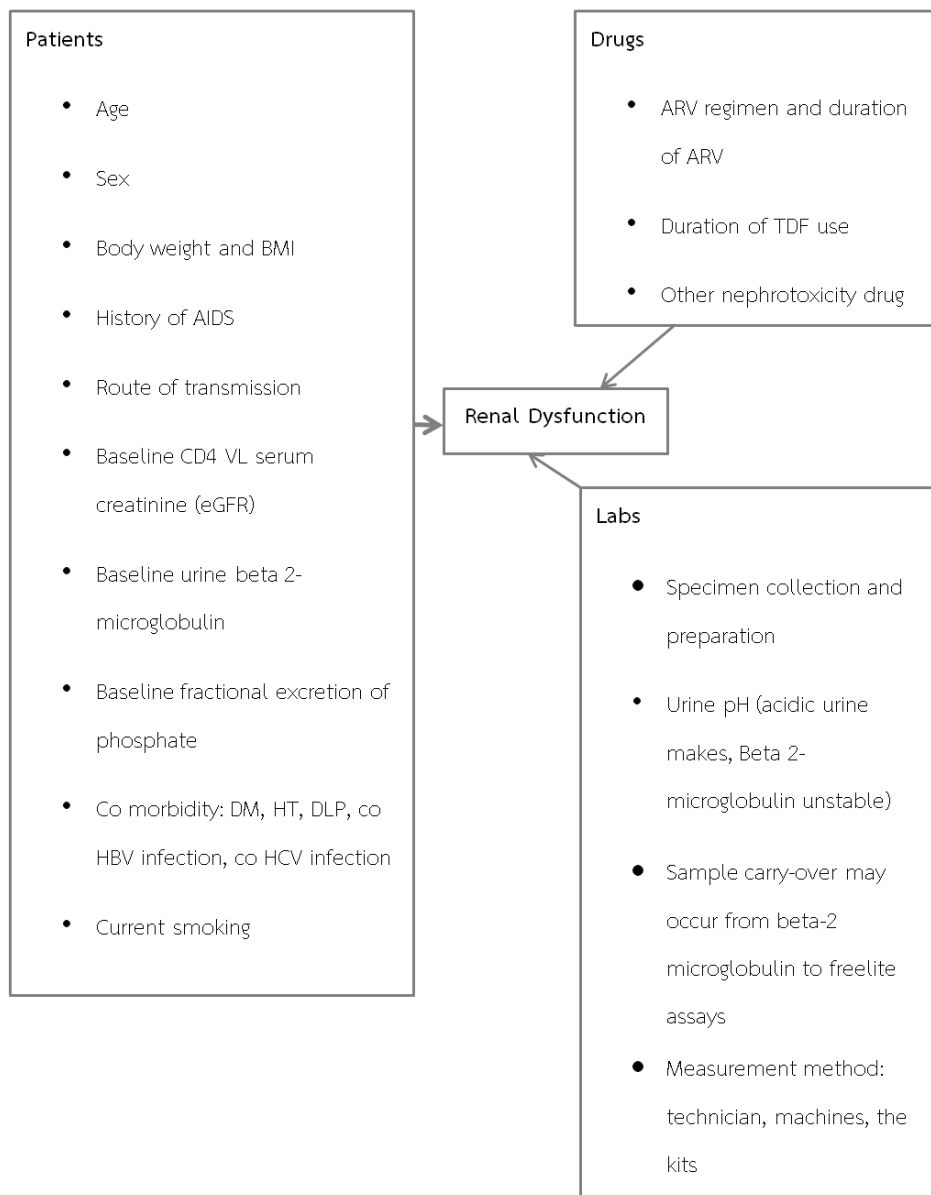 Patients
• Age
• Sex
• Body weight and BMI
• History of AIDS
• Route of transmission
• Baseline CD4 VL serum
creatinine (eGFR)
• Baseline urine beta 2-
microglobulin
• Baseline fractional excretion of
phosphate
• Co morbidity: DM, HT, DLP, co
HBV infection, co HCV infection
• Current smoking
Drugs
• ARV regimen and duration
of ARV
• Duration of TDF use
• Other nephrotoxicity drug
Renal Dysfunction
Labs
• Specimen collection and
preparation
• Urine pH (acidic urine
makes, Beta 2-
microglobulin unstable)
• Sample carry-over may
occur from beta-2
microglobulin to freelite
assays
• Measurement method:
technician, machines, the
kits